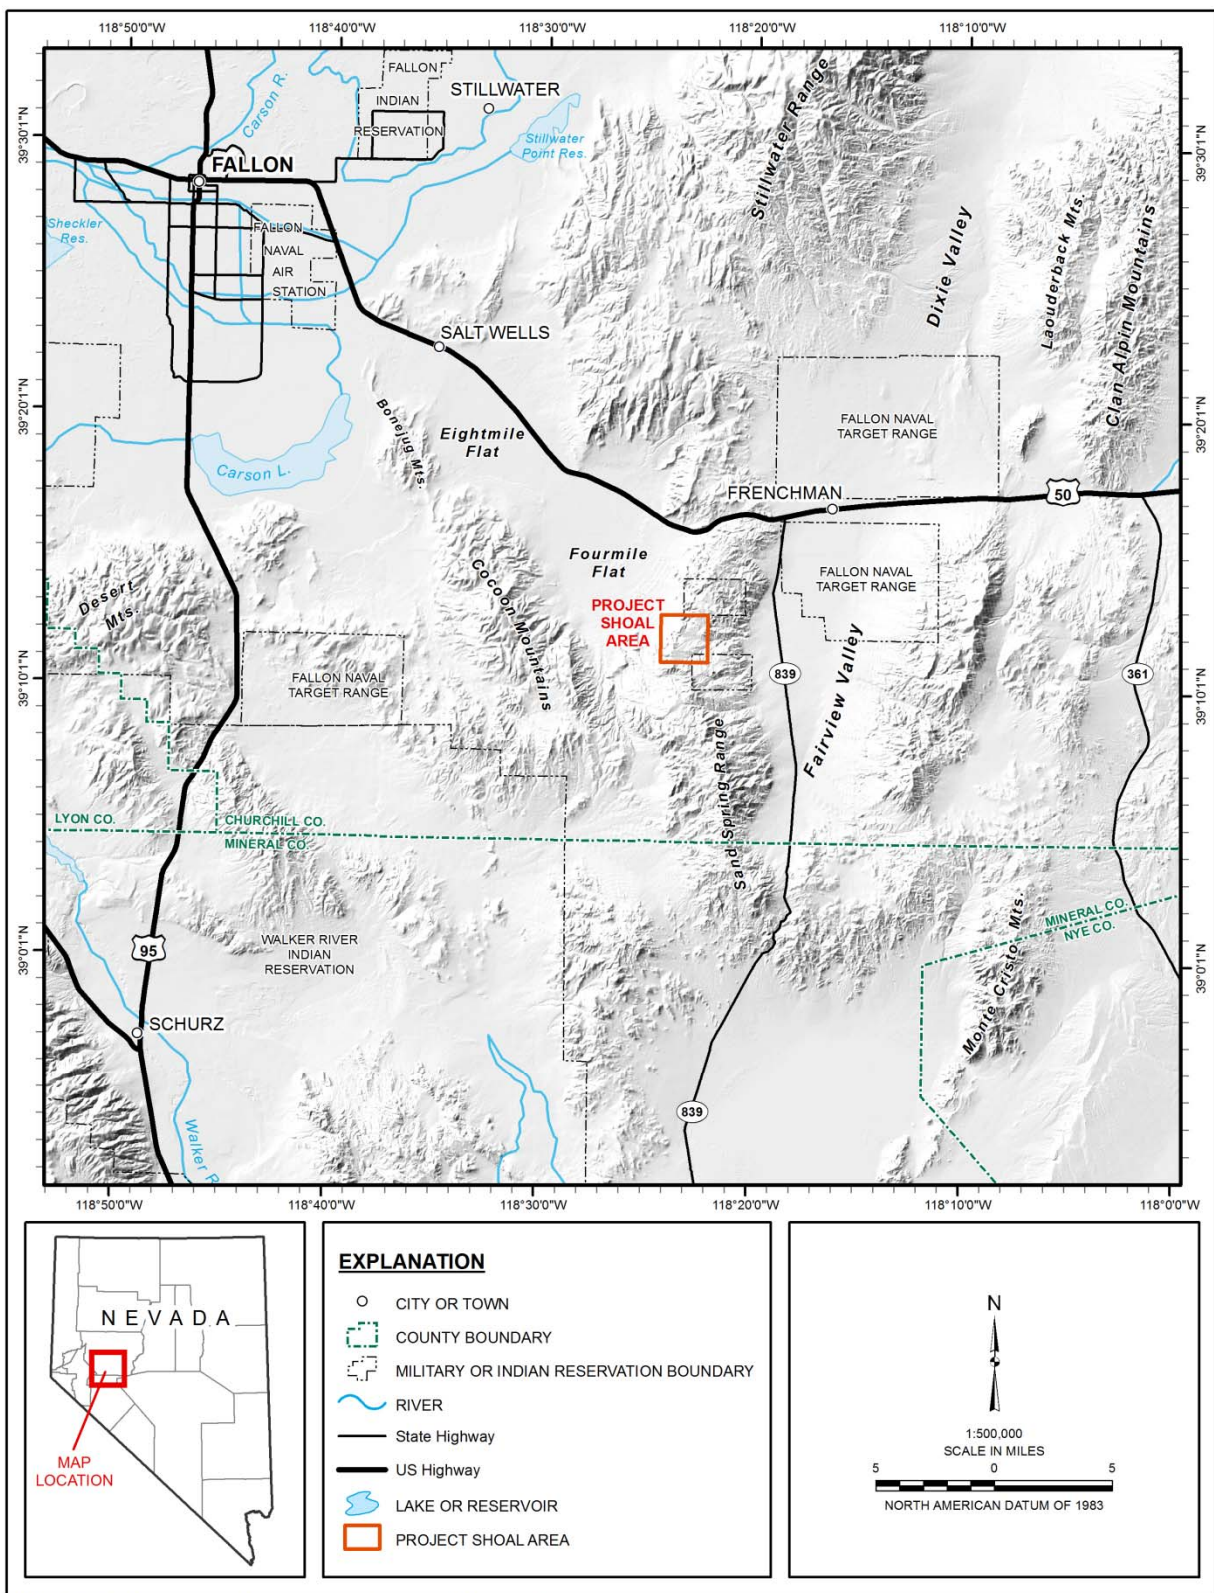 118°50'0"W
118°40'0"W
118°30'0"W
118°20'0"W
118°10'0"W
39°30'1"N
39°20'1"N
39°10'1"N
39°0'1"N
39°30'1"N
39°20'1"N
39°10'1"N
39°0'1"N
Carson R.
FALLON
INDIAN
RESERVATION
STILLWATER
Stillwater
Point Res.
Stillwater Range
FALLON
Sheckler
Res.
FALLON
NAVAL
AIR
STATION
Dixie Valley
Laouderback Mts.
Clan Alpin Mountains
SALT WELLS
Bonejug Mts.
Eightmile
Flat
FALLON NAVAL
TARGET RANGE
Carson L.
FRENCHMAN
50
Fourmile
Flat
Cocoon Mountains
Desert
Mts.
PROJECT
SHOAL
AREA
FALLON NAVAL
TARGET RANGE
FALLON NAVAL
TARGET RANGE
839
361
Fairview Valley
Sand Spring Range
LYON CO.
CHURCHILL CO.
MINERAL CO.
MINERAL CO.
NYE CO.
Monte Cristo Mts.
95
WALKER RIVER
INDIAN
RESERVATION
SCHURZ
839
Walker R.
118°50'0"W
118°40'0"W
118°30'0"W
118°20'0"W
118°10'0"W
118°0'0"W
NEVADA
MAP
LOCATION
EXPLANATION
CITY OR TOWN
COUNTY BOUNDARY
MILITARY OR INDIAN RESERVATION BOUNDARY
RIVER
State Highway
US Highway
LAKE OR RESERVOIR
PROJECT SHOAL AREA
N
1:500,000
SCALE IN MILES
5 0 5
NORTH AMERICAN DATUM OF 1983